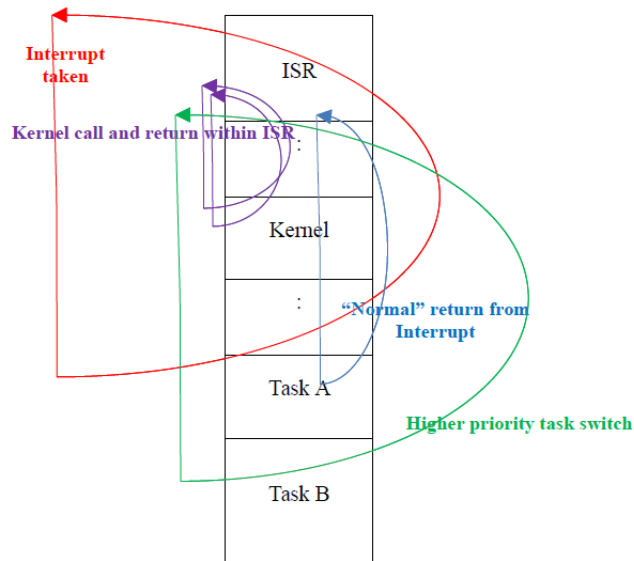 Interrupt
taken
ISR
Kernel call and return within ISR
:
Kernel
:
“Normal” return from
Interrupt
Task A
Higher priority task switch
Task B